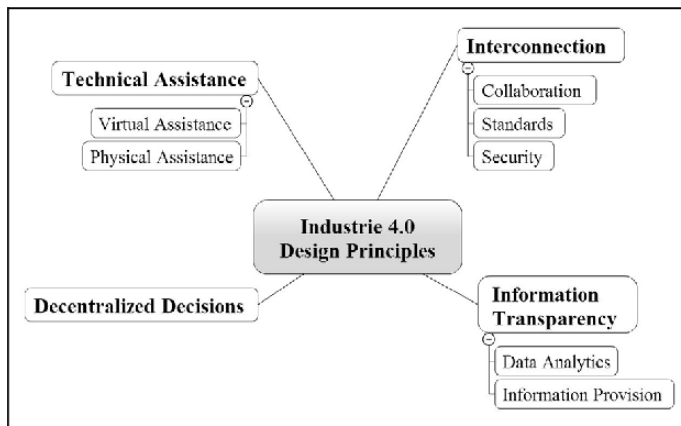 Interconnection
Collaboration
Standards
Security
Technical Assistance
Virtual Assistance
Physical Assistance
Industrie 4.0
Design Principles
Decentralized Decisions
Information
Transparency
Data Analytics
Information Provision